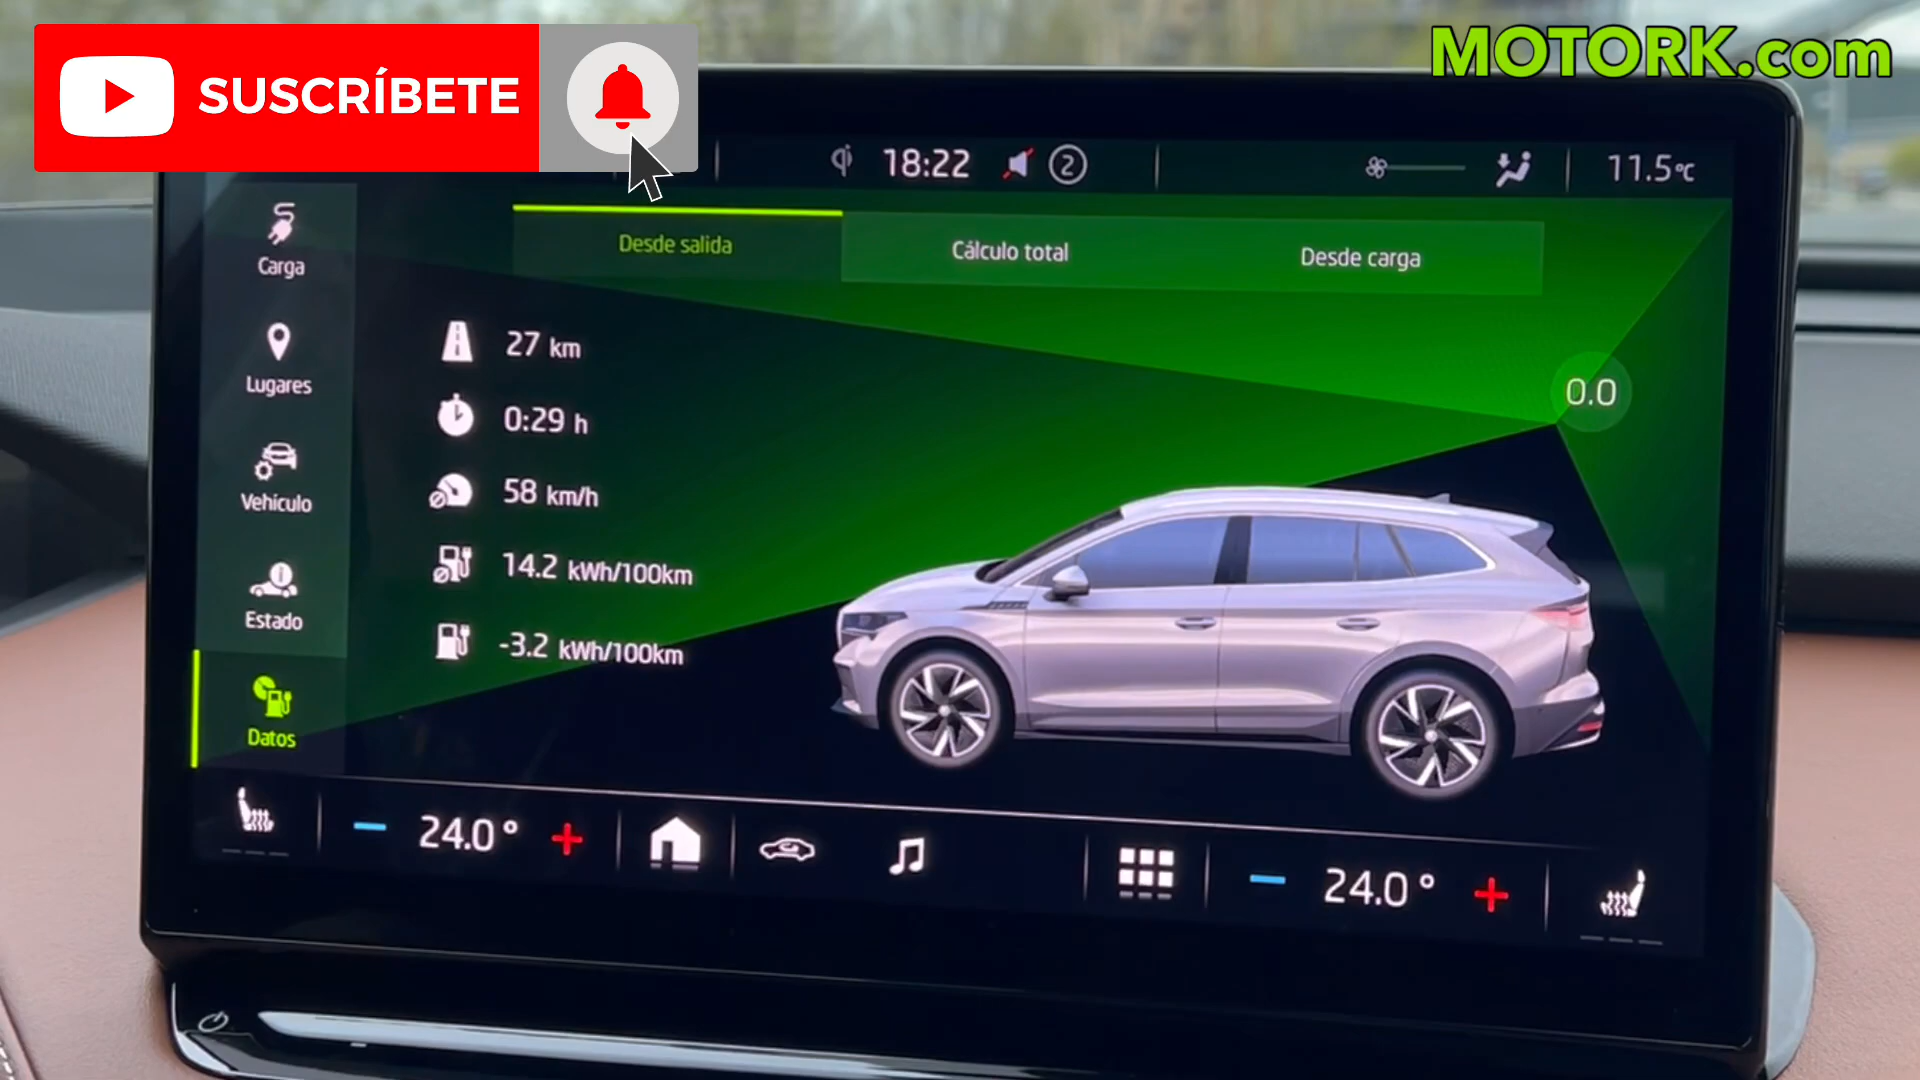 SUSCRÍBETE
MOTORK.com
18:22
2
11.5°C
Carga
Lugares
Vehículo
Estado
Datos
Desde salida
Cálculo total
Desde carga
27 km
0:29 h
58 km/h
14.2 kWh/100km
-3.2 kWh/100km
0.0
24.0°
24.0°